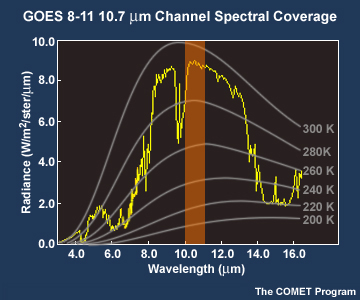 GOES 8-11 10.7 μm Channel Spectral Coverage
Radiance (W/m²/ster/μm)
10.0
8.0
6.0
4.0
2.0
0.0
300 K
280K
260 K
240 K
220 K
200 K
4.0 6.0 8.0 10.0 12.0 14.0 16.0
Wavelength (μm)
The COMET Program